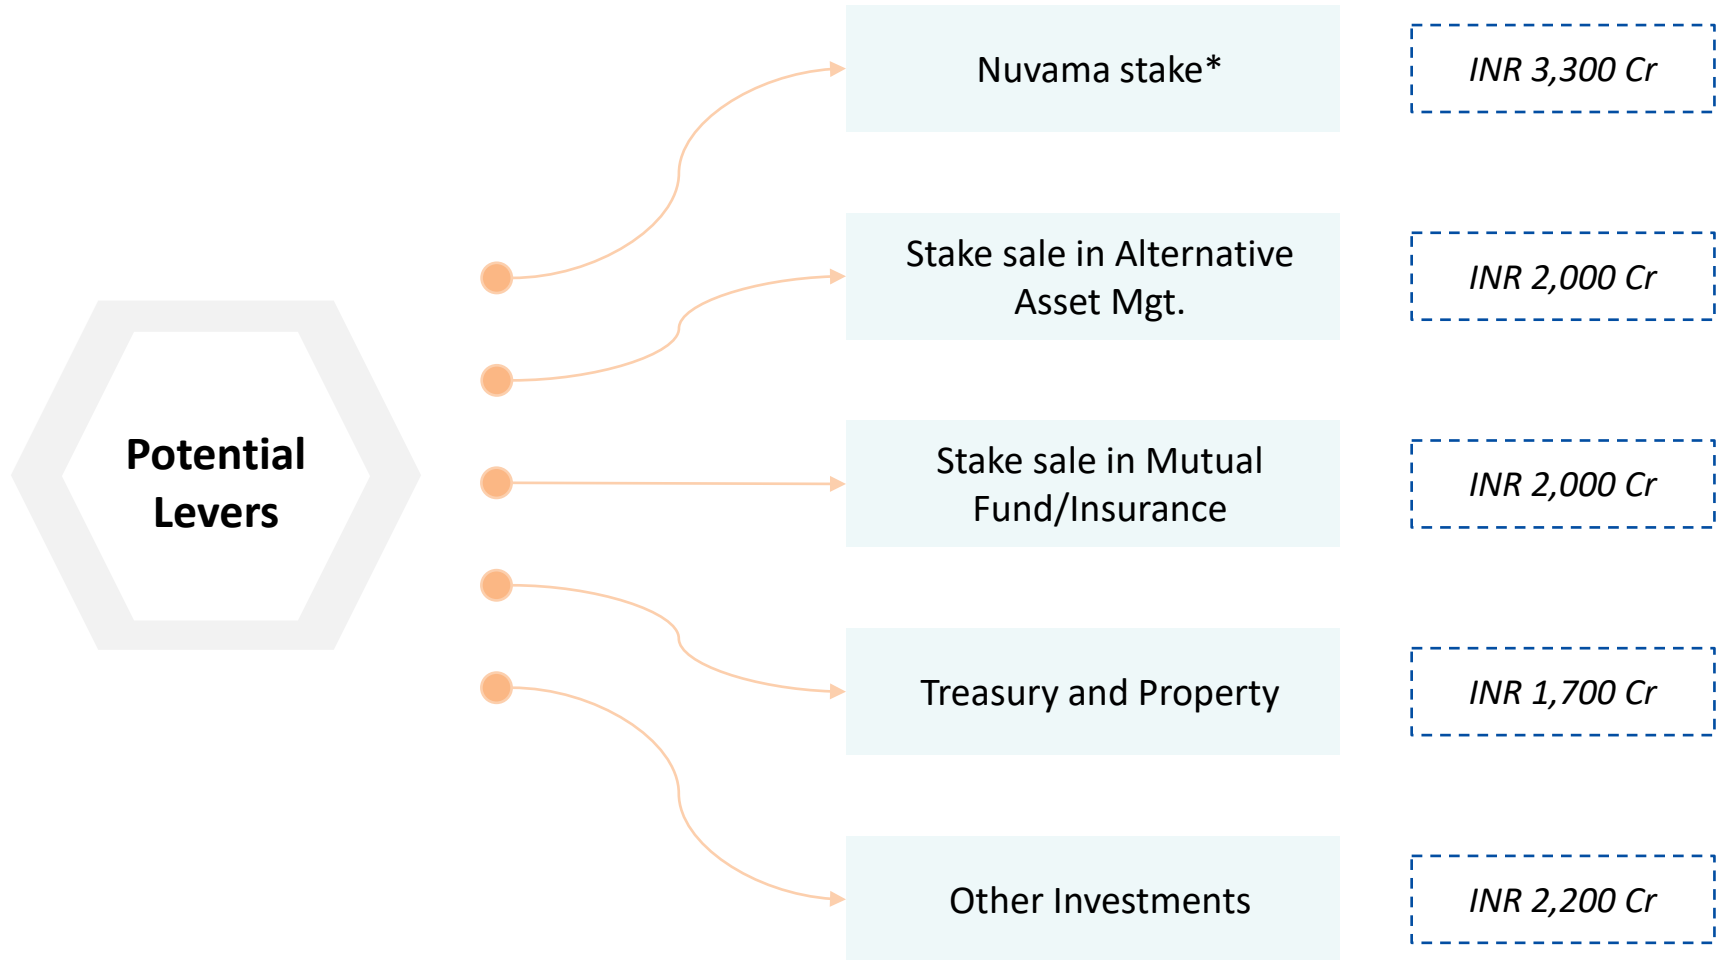 Potential
Levers
Nuvama stake*
INR 3,300 Cr
Stake sale in Alternative
Asset Mgt.
INR 2,000 Cr
Stake sale in Mutual
Fund/Insurance
INR 2,000 Cr
Treasury and Property
INR 1,700 Cr
Other Investments
INR 2,200 Cr